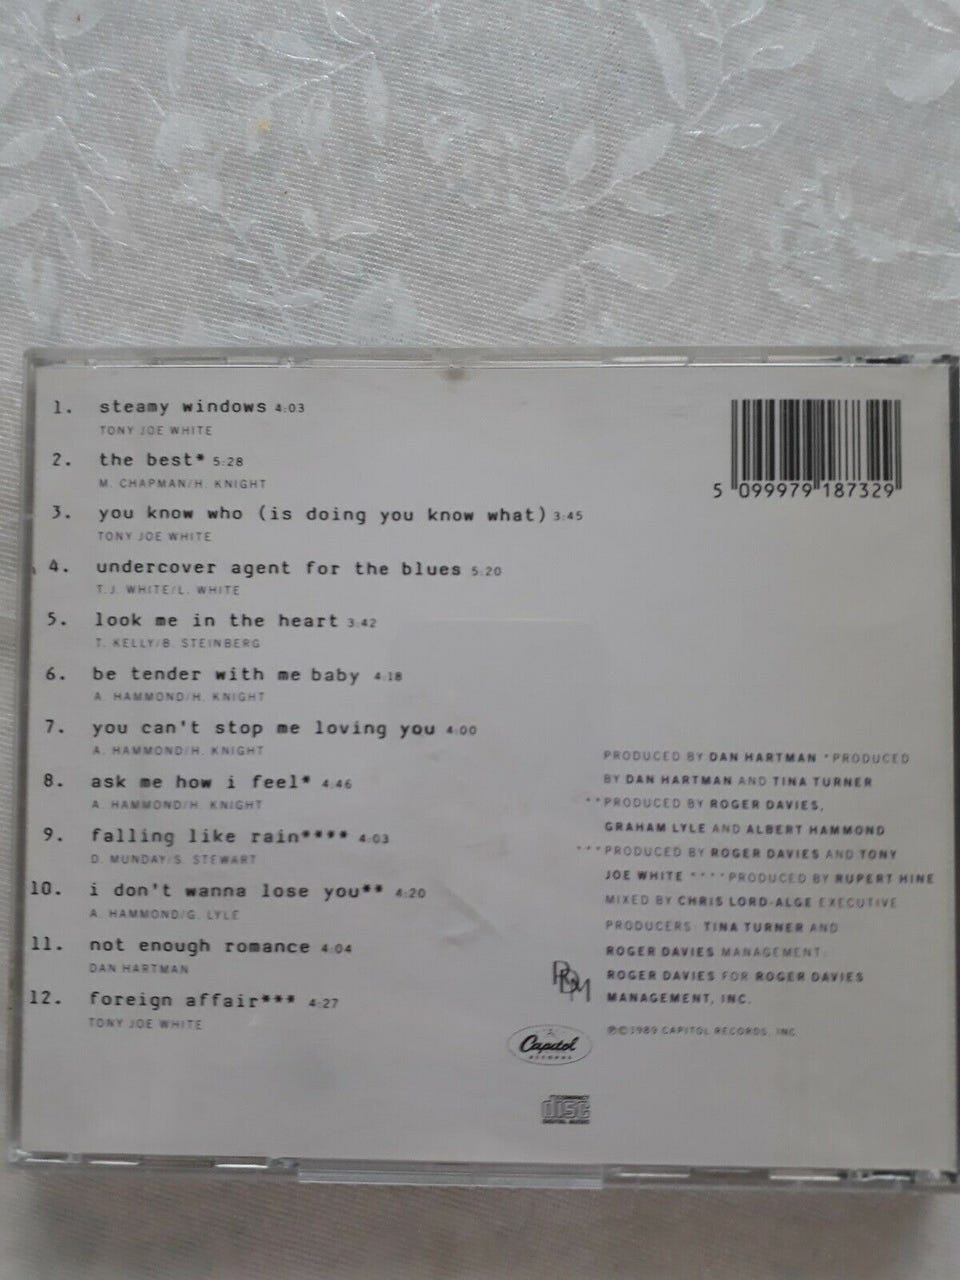 1. steamy windows 4:03
TONY JOE WHITE
2. the best* 5:28
M. CHAPMAN/H. KNIGHT
3. you know who (is doing you know what) 3:45
TONY JOE WHITE
4. undercover agent for the blues 5:20
T.J. WHITE/L. WHITE
5. look me in the heart 3:42
T. KELLY/B. STEINBERG
6. be tender with me baby 4:18
A. HAMMOND/H. KNIGHT
7. you can't stop me loving you 4:00
A. HAMMOND/H. KNIGHT
8. ask me how i feel* 4:46
A. HAMMOND/H. KNIGHT
9. falling like rain**** 4:03
D. MUNDAY/S. STEWART
10. i don't wanna lose you** 4:20
A. HAMMOND/G. LYLE
11. not enough romance 4:04
DAN HARTMAN
12. foreign affair*** 4:27
TONY JOE WHITE
5 099979 187329
PRODUCED BY DAN HARTMAN *PRODUCED
BY DAN HARTMAN AND TINA TURNER
**PRODUCED BY ROGER DAVIES,
GRAHAM LYLE AND ALBERT HAMMOND
***PRODUCED BY ROGER DAVIES AND TONY
JOE WHITE ****PRODUCED BY RUPERT HINE
MIXED BY CHRIS LORD-ALGE EXECUTIVE
PRODUCERS: TINA TURNER AND
ROGER DAVIES MANAGEMENT:
ROGER DAVIES FOR ROGER DAVIES
MANAGEMENT, INC.
RDM
℗©1989 CAPITOL RECORDS, INC.
Capitol
RECORDS
COMPACT
disc
DIGITAL AUDIO